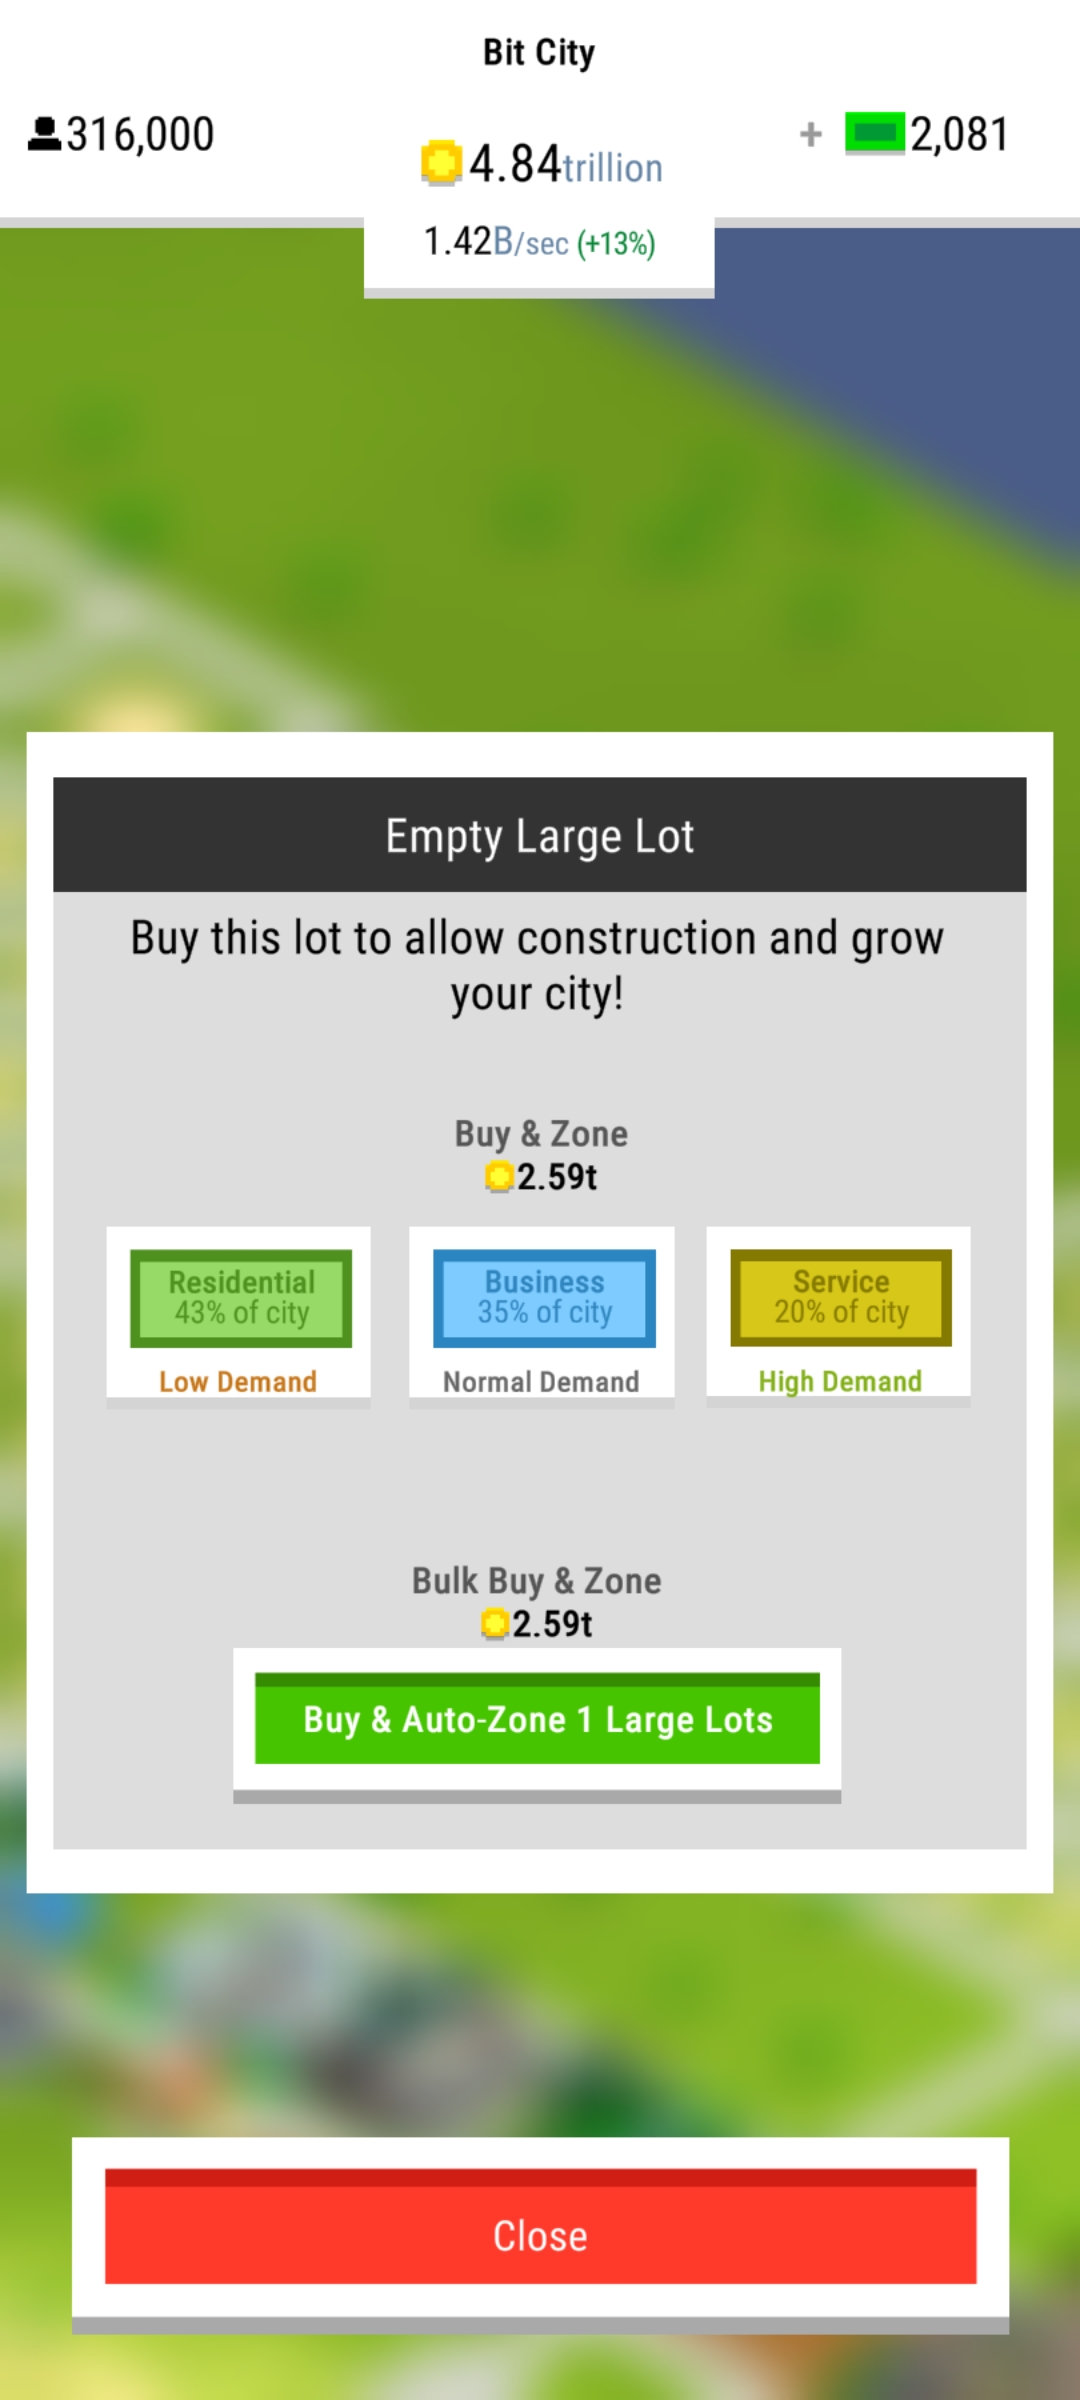 Bit City
316,000
4.84trillion
+ 2,081
1.42B/sec (+13%)
Empty Large Lot
Buy this lot to allow construction and grow
your city!
Buy & Zone
2.59t
Residential
43% of city
Low Demand
Business
35% of city
Normal Demand
Service
20% of city
High Demand
Bulk Buy & Zone
2.59t
Buy & Auto-Zone 1 Large Lots
Close